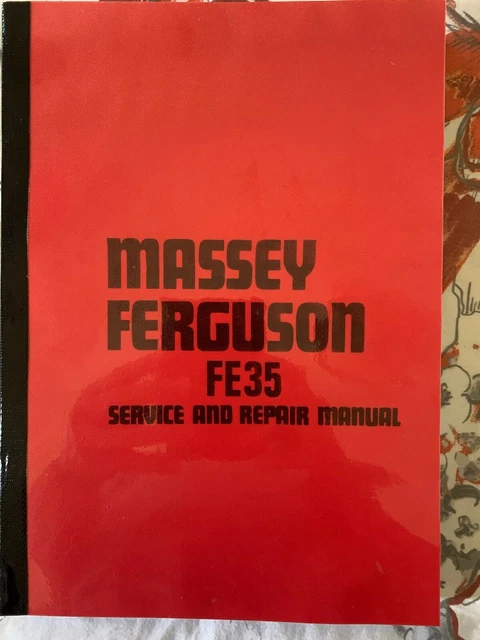 MASSEY
FERGUSON
FE35
SERVICE AND REPAIR MANUAL